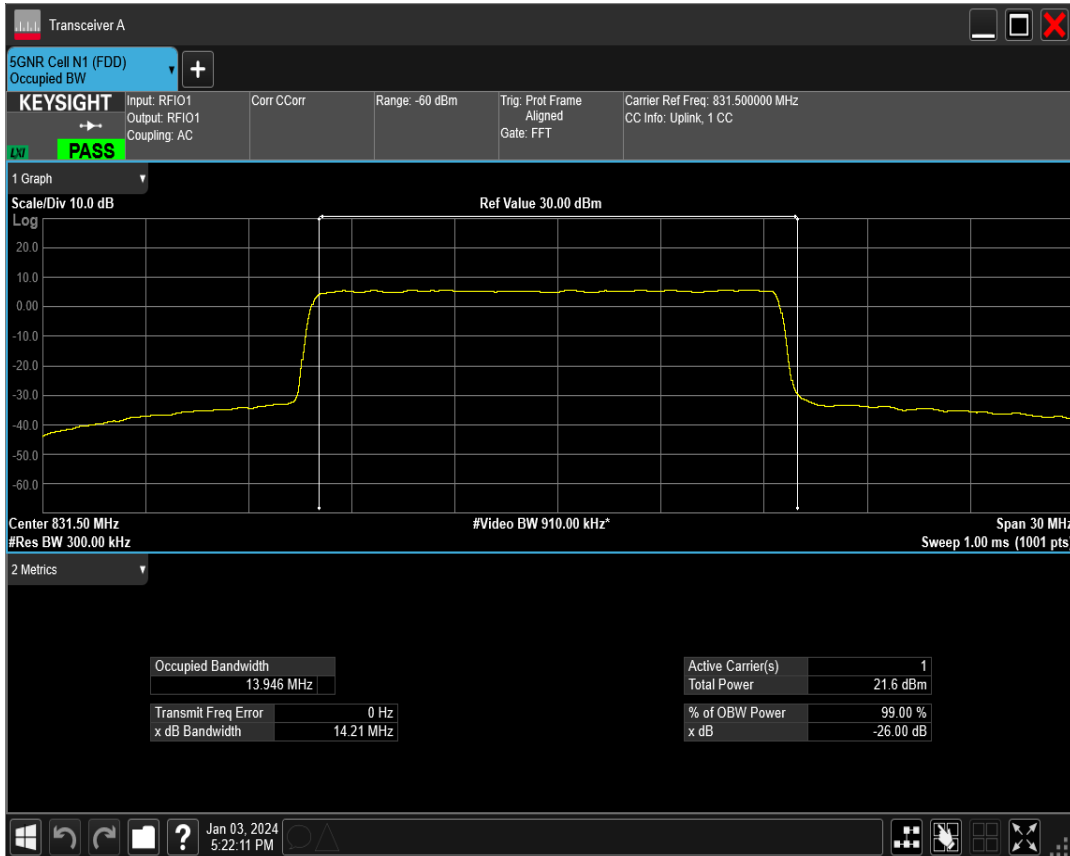 Transceiver A
5GNR Cell N1 (FDD)
Occupied BW
+
KEYSIGHT
LXI
PASS
Input: RFIO1
Output: RFIO1
Coupling: AC
Corr CCorr
Range: -60 dBm
Trig: Prot Frame
Aligned
Gate: FFT
Carrier Ref Freq: 831.500000 MHz
CC Info: Uplink, 1 CC
1 Graph
Scale/Div 10.0 dB
Ref Value 30.00 dBm
Log
20.0
10.0
0.00
-10.0
-20.0
-30.0
-40.0
-50.0
-60.0
Center 831.50 MHz
#Video BW 910.00 kHz*
Span 30 MHz
#Res BW 300.00 kHz
Sweep 1.00 ms (1001 pts)
2 Metrics
Occupied Bandwidth
13.946 MHz
Transmit Freq Error 0 Hz
x dB Bandwidth 14.21 MHz
Active Carrier(s) 1
Total Power 21.6 dBm
% of OBW Power 99.00 %
x dB -26.00 dB
?
Jan 03, 2024
5:22:11 PM